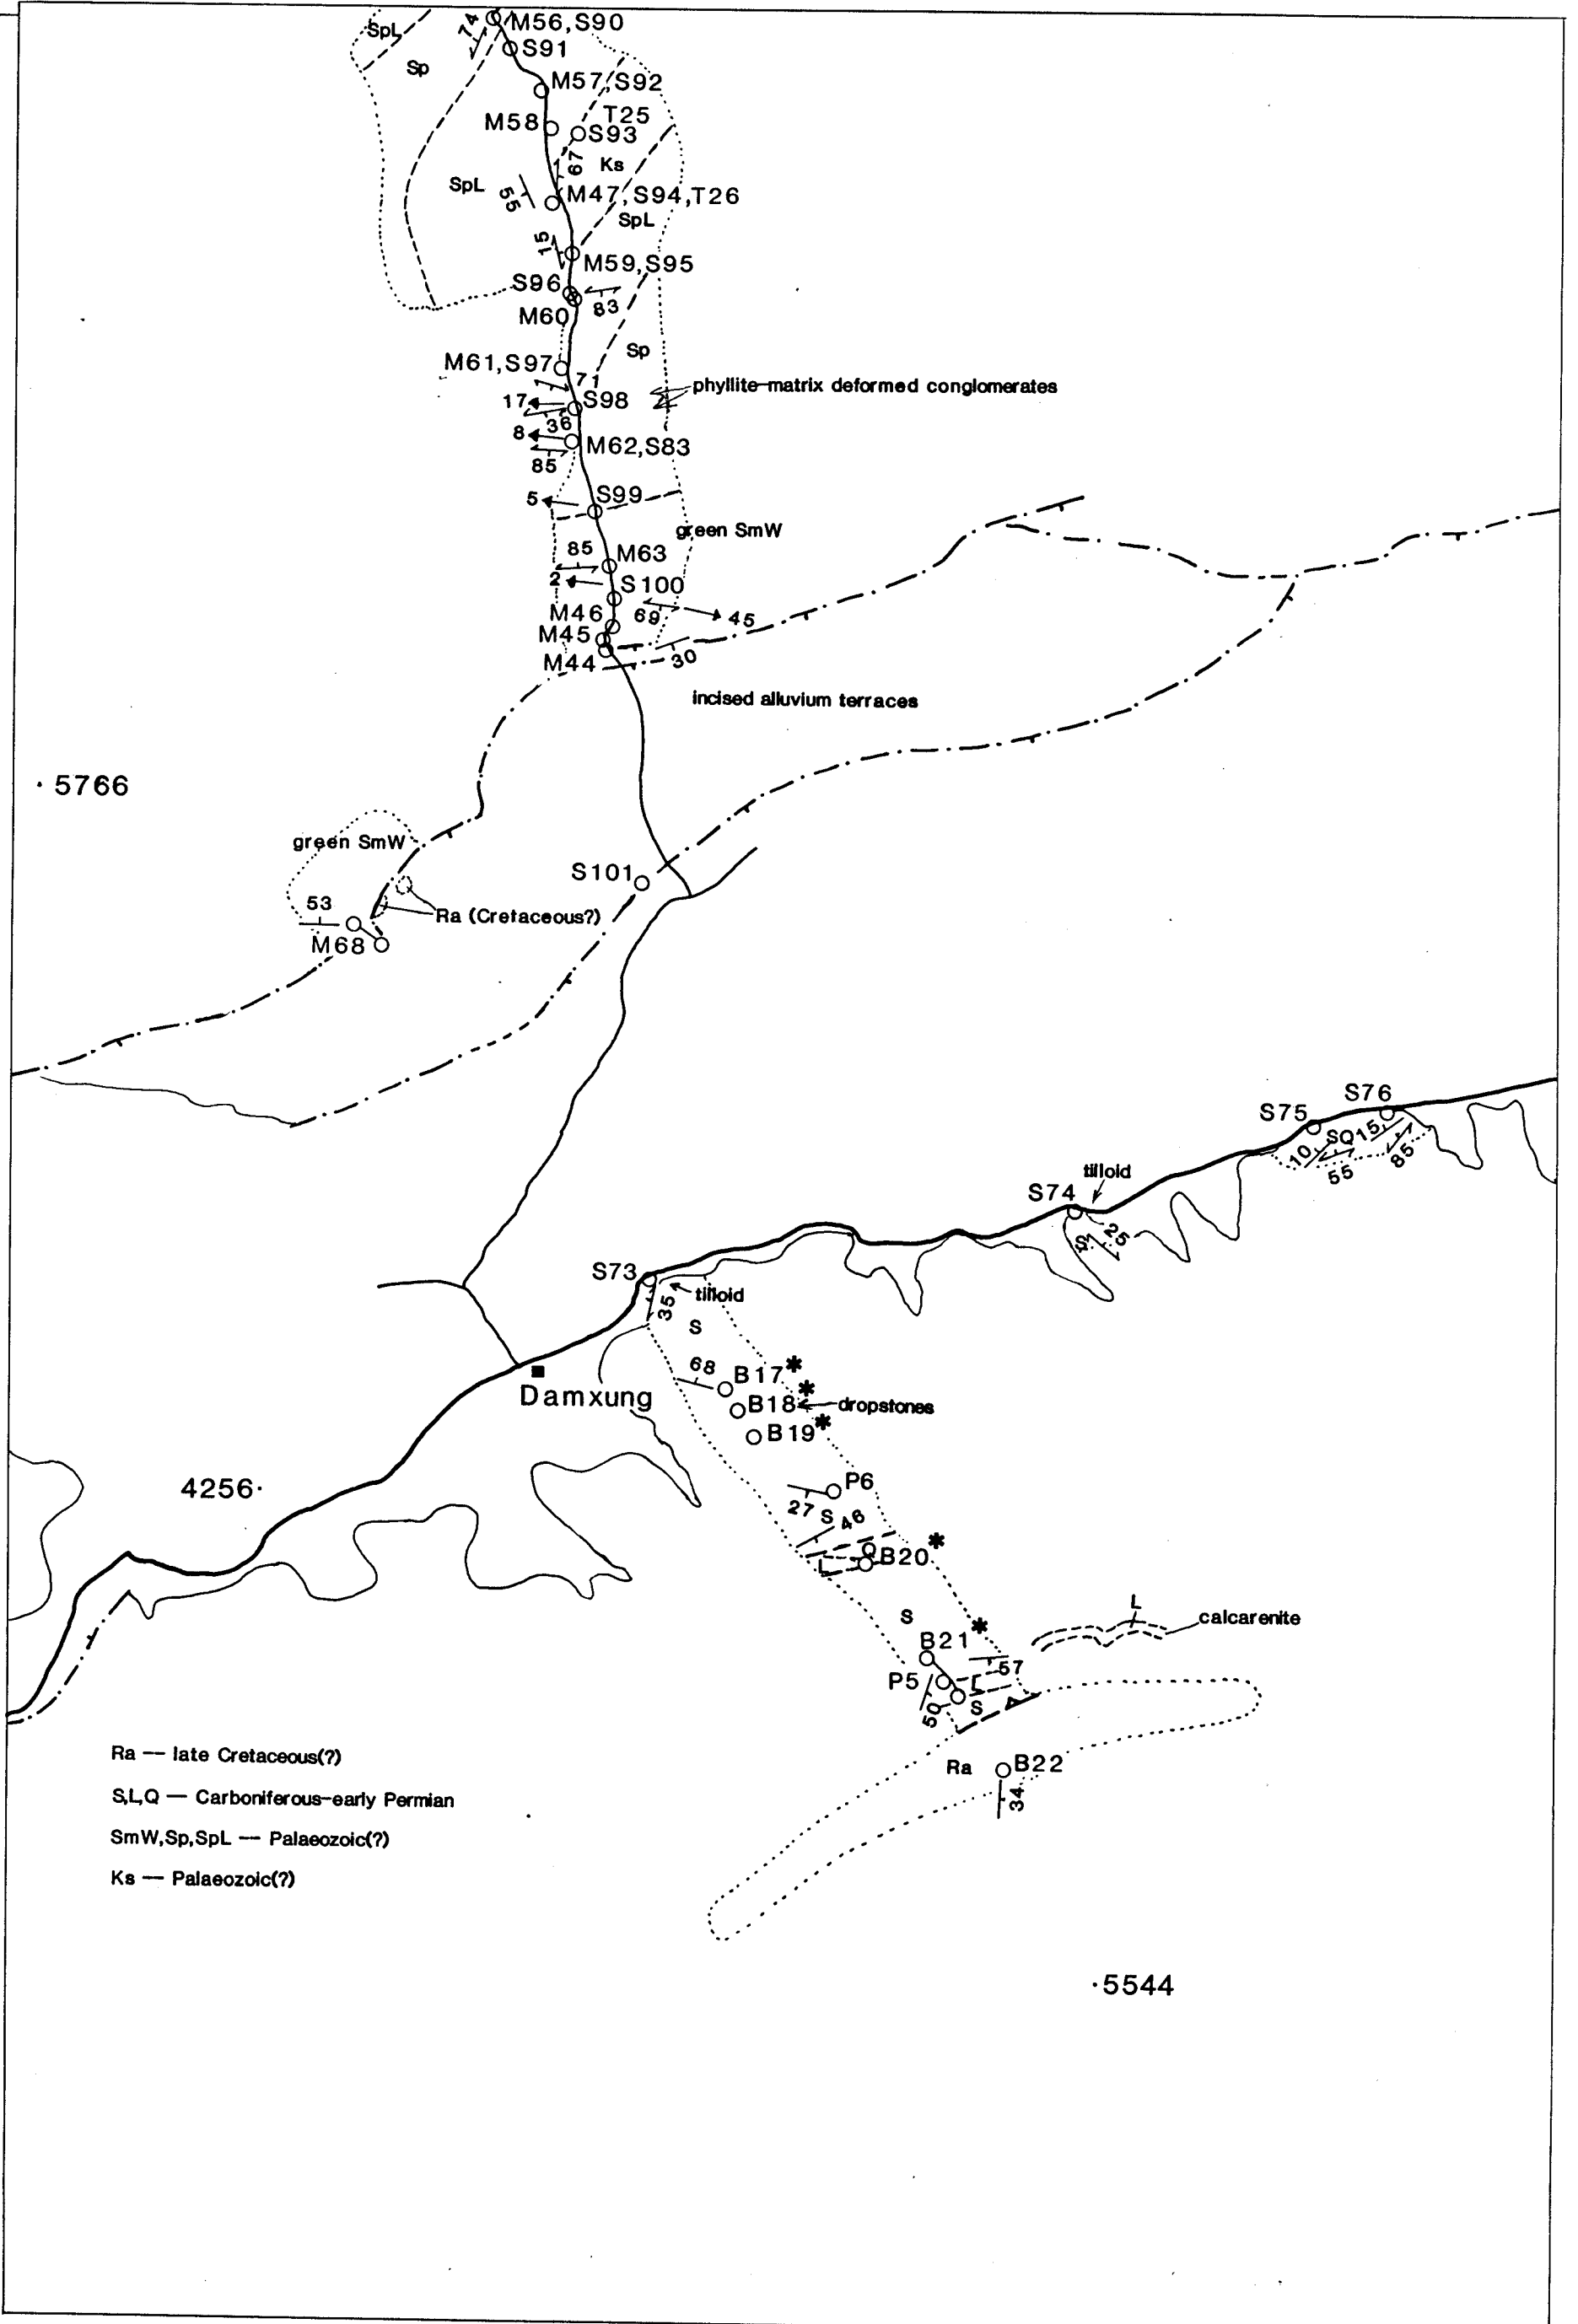 SpL
74
M56,S90
S91
Sp
M57,S92
T25
M58
S93
67
Ks
SpL
55
M47,S94,T26
SpL
15
M59,S95
S96
83
M60
Sp
M61,S97
71
phyllite-matrix deformed conglomerates
17
S98
36
8
M62,S83
85
5
S99
green SmW
85
M63
2
S100
M46
69
45
M45
M44
30
incised alluvium terraces
· 5766
green SmW
S101
53
Ra (Cretaceous?)
M68
S76
S75
SQ
15
10
55
85
tilloid
S74
25
S
S73
tilloid
35
S
68
B17*
Damxung
*
B18
dropstones
B19*
4256·
P6
27
S
46
*
Q
B20
L
S
L
calcarenite
*
B21
57
P5
L
S
50
Ra
B22
34
Ra — late Cretaceous(?)
S,L,Q — Carboniferous-early Permian
SmW,Sp,SpL — Palaeozoic(?)
Ks — Palaeozoic(?)
·5544